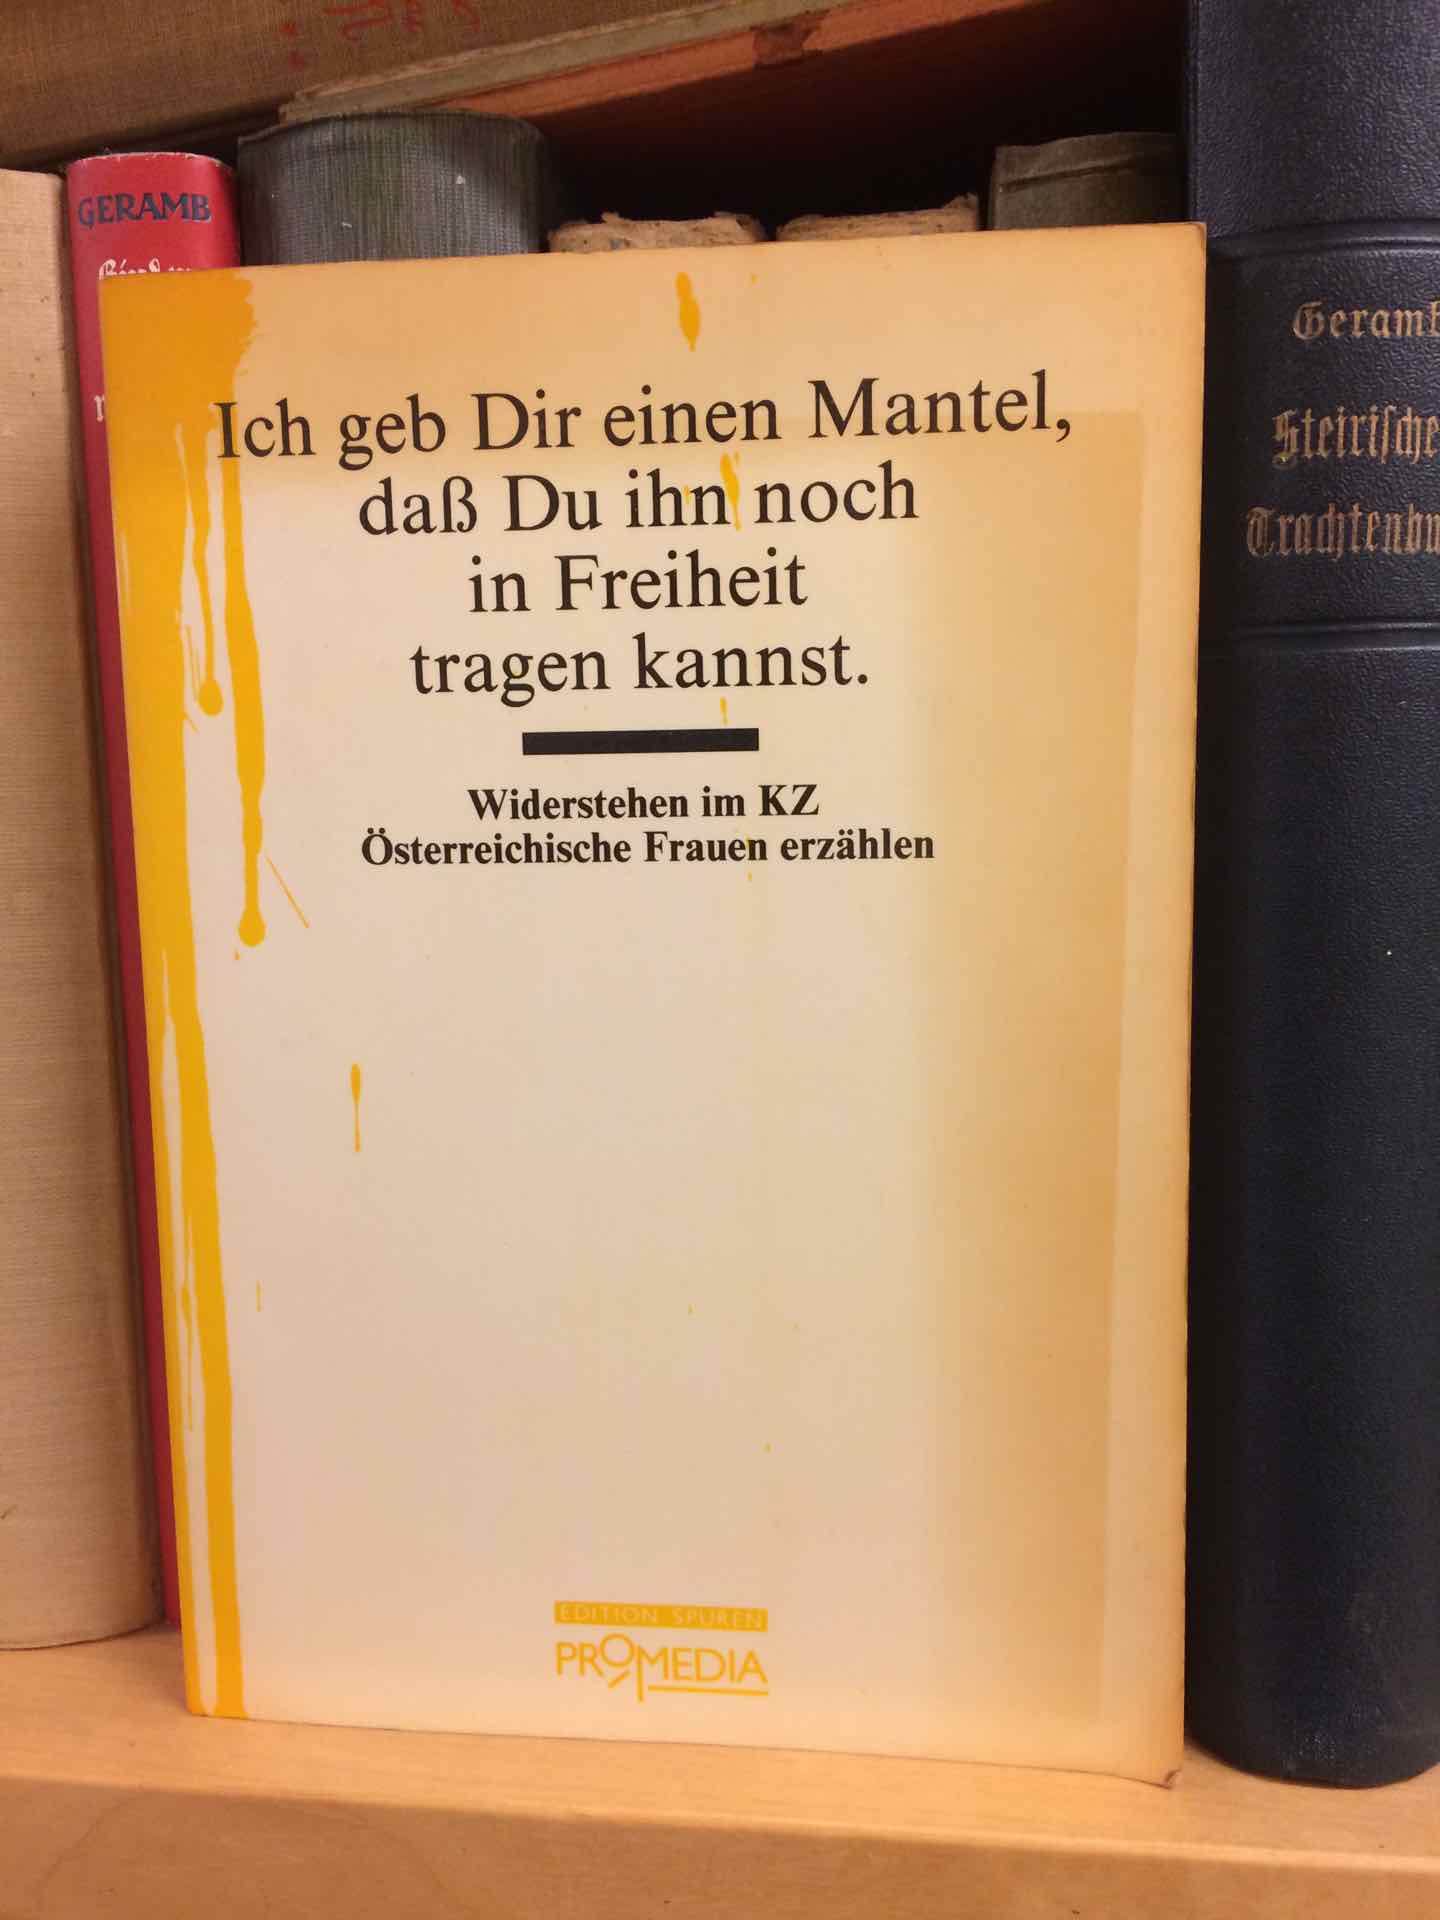 GERAMB
Ich geb Dir einen Mantel,
daß Du ihn noch
in Freiheit
tragen kannst.
Widerstehen im KZ
Österreichische Frauen erzählen
EDITION SPUREN
PROMEDIA
Geramb
Steirische